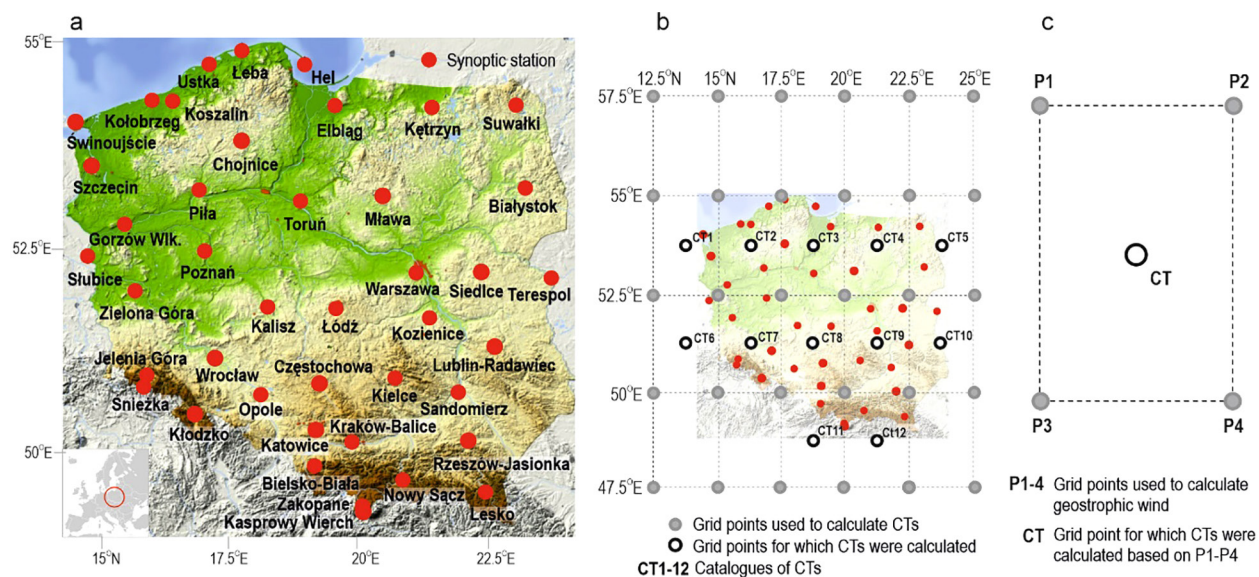 a
55°E
52.5°E
50°E
15°N
17.5°E
20°E
22.5°E
Synoptic station
Łeba
Ustka
Hel
Koszalin
Kołobrzeg
Elbląg
Kętrzyn
Suwałki
Świnoujście
Chojnice
Szczecin
Piła
Toruń
Mława
Białystok
Gorzów Wlk.
Słubice
Poznań
Warszawa
Siedlce
Terespol
Zielona Góra
Kalisz
Łódź
Kozienice
Jelenia Góra
Wrocław
Częstochowa
Lublin-Radawiec
Śnieżka
Opole
Kielce
Sandomierz
Kłodzko
Kraków-Balice
Katowice
Rzeszów-Jasionka
Bielsko-Biała
Nowy Sącz
Zakopane
Lesko
Kasprowy Wierch
b
12.5°N 15°E 17.5°E 20°E 22.5°E 25°E
57.5°E
55°E
52.5°E
50°E
47.5°E
CT1 CT2 CT3 CT4 CT5
CT6 CT7 CT8 CT9 CT10
CT11 Ct12
Grid points used to calculate CTs
Grid points for which CTs were calculated
CT1-12 Catalogues of CTs
c
P1 P2
CT
P3 P4
P1-4 Grid points used to calculate
geostrophic wind
CT Grid point for which CTs were
calculated based on P1-P4